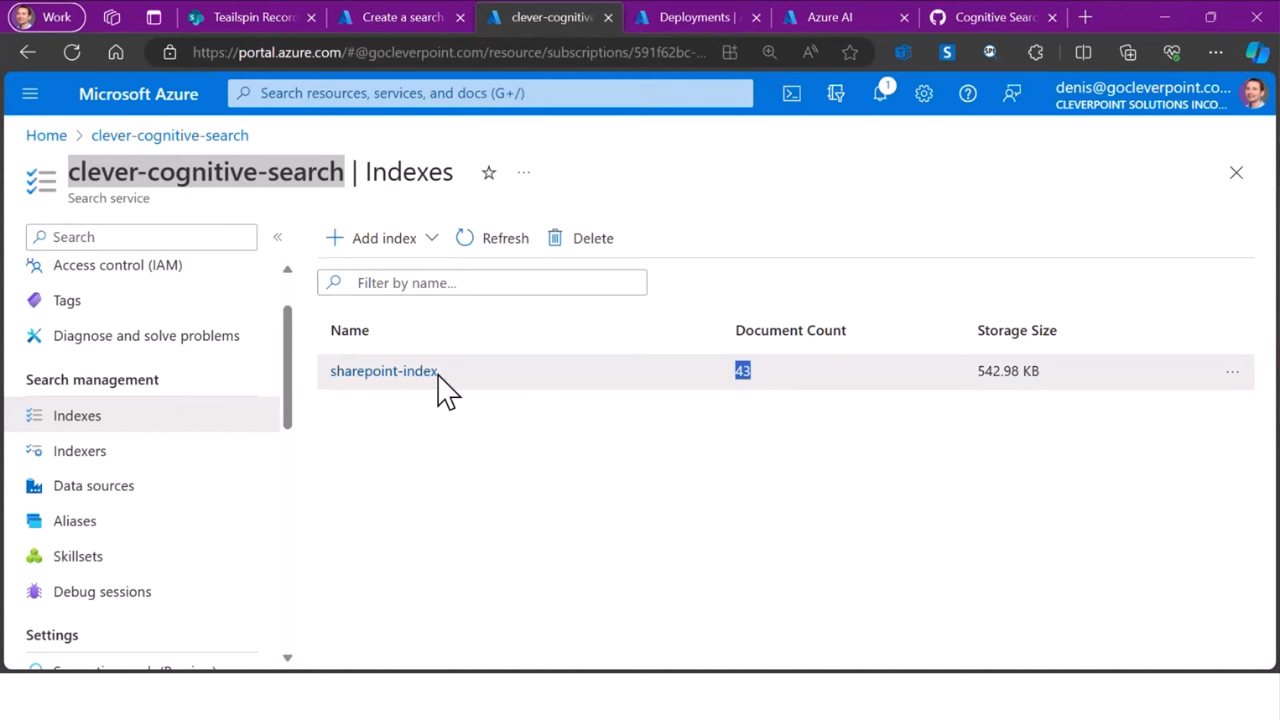 Work
Teailspin Recor
Create a search
clever-cognitive
Deployments | A
Azure AI
Cognitive Sear
https://portal.azure.com/#@gocleverpoint.com/resource/subscriptions/591f62bc-...
Microsoft Azure
Search resources, services, and docs (G+/)
1
denis@gocleverpoint.co...
CLEVERPOINT SOLUTIONS INCO...
Home > clever-cognitive-search
clever-cognitive-search | Indexes
Search service
Search
Access control (IAM)
Tags
Diagnose and solve problems
Search management
Indexes
Indexers
Data sources
Aliases
Skillsets
Debug sessions
Settings
Add index
Refresh
Delete
Filter by name...
Name Document Count Storage Size
sharepoint-index 43 542.98 KB